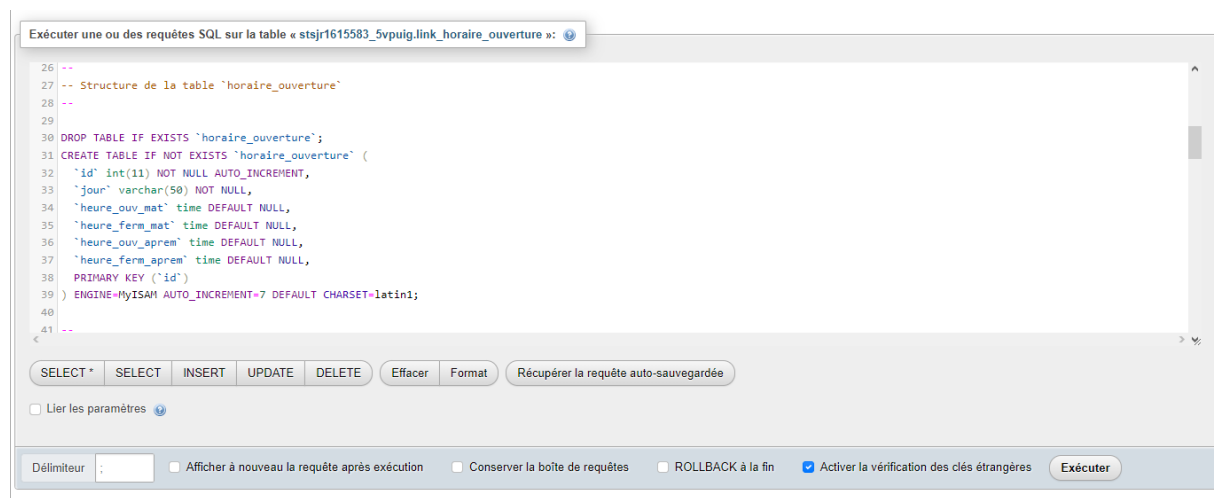 Exécuter une ou des requêtes SQL sur la table « stsjr1615583_5vpuig.link_horaire_ouverture »:
26 --
27 -- Structure de la table `horaire_ouverture`
28 --
29
30 DROP TABLE IF EXISTS `horaire_ouverture`;
31 CREATE TABLE IF NOT EXISTS `horaire_ouverture` (
32 `id` int(11) NOT NULL AUTO_INCREMENT,
33 `jour` varchar(50) NOT NULL,
34 `heure_ouv_mat` time DEFAULT NULL,
35 `heure_ferm_mat` time DEFAULT NULL,
36 `heure_ouv_aprem` time DEFAULT NULL,
37 `heure_ferm_aprem` time DEFAULT NULL,
38 PRIMARY KEY (`id`)
39 ) ENGINE=MyISAM AUTO_INCREMENT=7 DEFAULT CHARSET=latin1;
40
41 --
SELECT * SELECT INSERT UPDATE DELETE Effacer Format Récupérer la requête auto-sauvegardée
Lier les paramètres
Délimiteur ; Afficher à nouveau la requête après exécution Conserver la boîte de requêtes ROLLBACK à la fin Activer la vérification des clés étrangères Exécuter